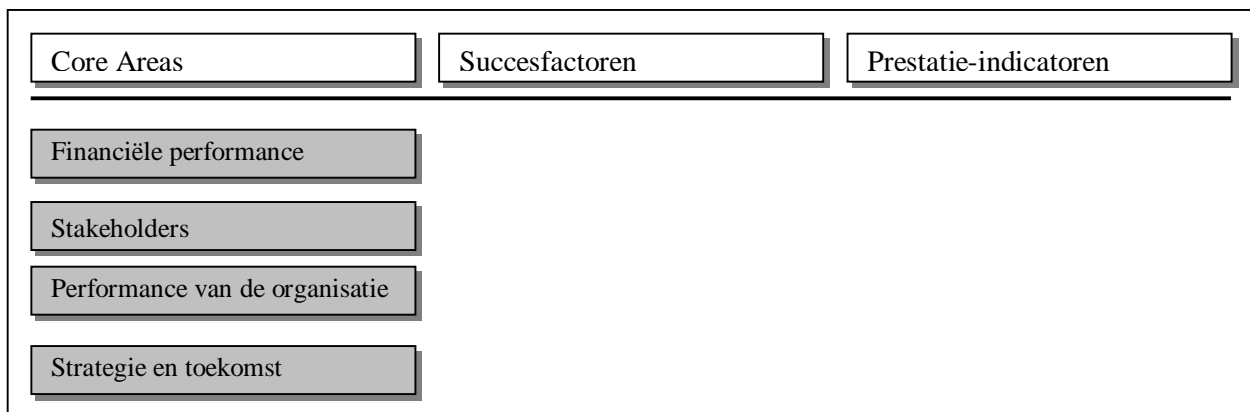 Core Areas
Succesfactoren
Prestatie-indicatoren
Financiële performance
Stakeholders
Performance van de organisatie
Strategie en toekomst